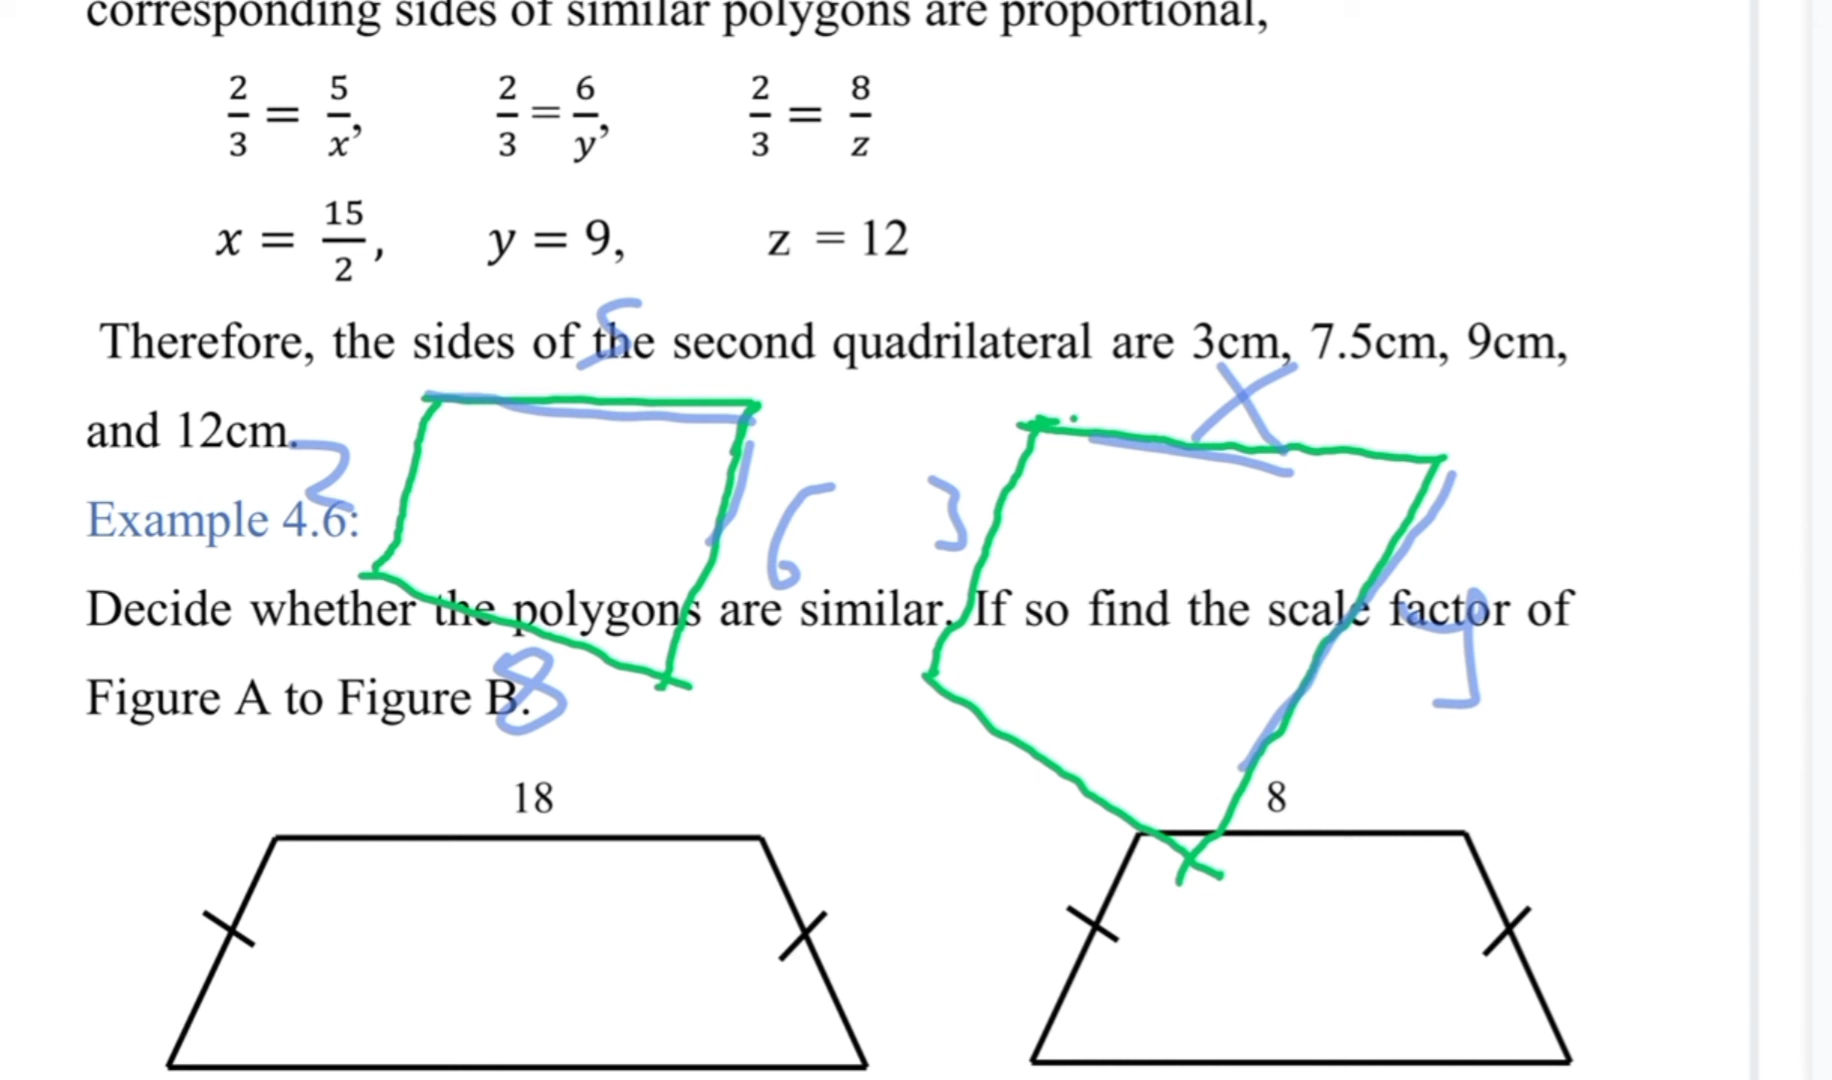 corresponding sides of similar polygons are proportional,
2/3 = 5/x, 2/3 = 6/y, 2/3 = 8/z
x = 15/2, y = 9, z = 12
Therefore, the sides of the second quadrilateral are 3cm, 7.5cm, 9cm,
and 12cm.
5
x
2
6
3
y
8
Example 4.6:
Decide whether the polygons are similar. If so find the scale factor of
Figure A to Figure B.
18
8